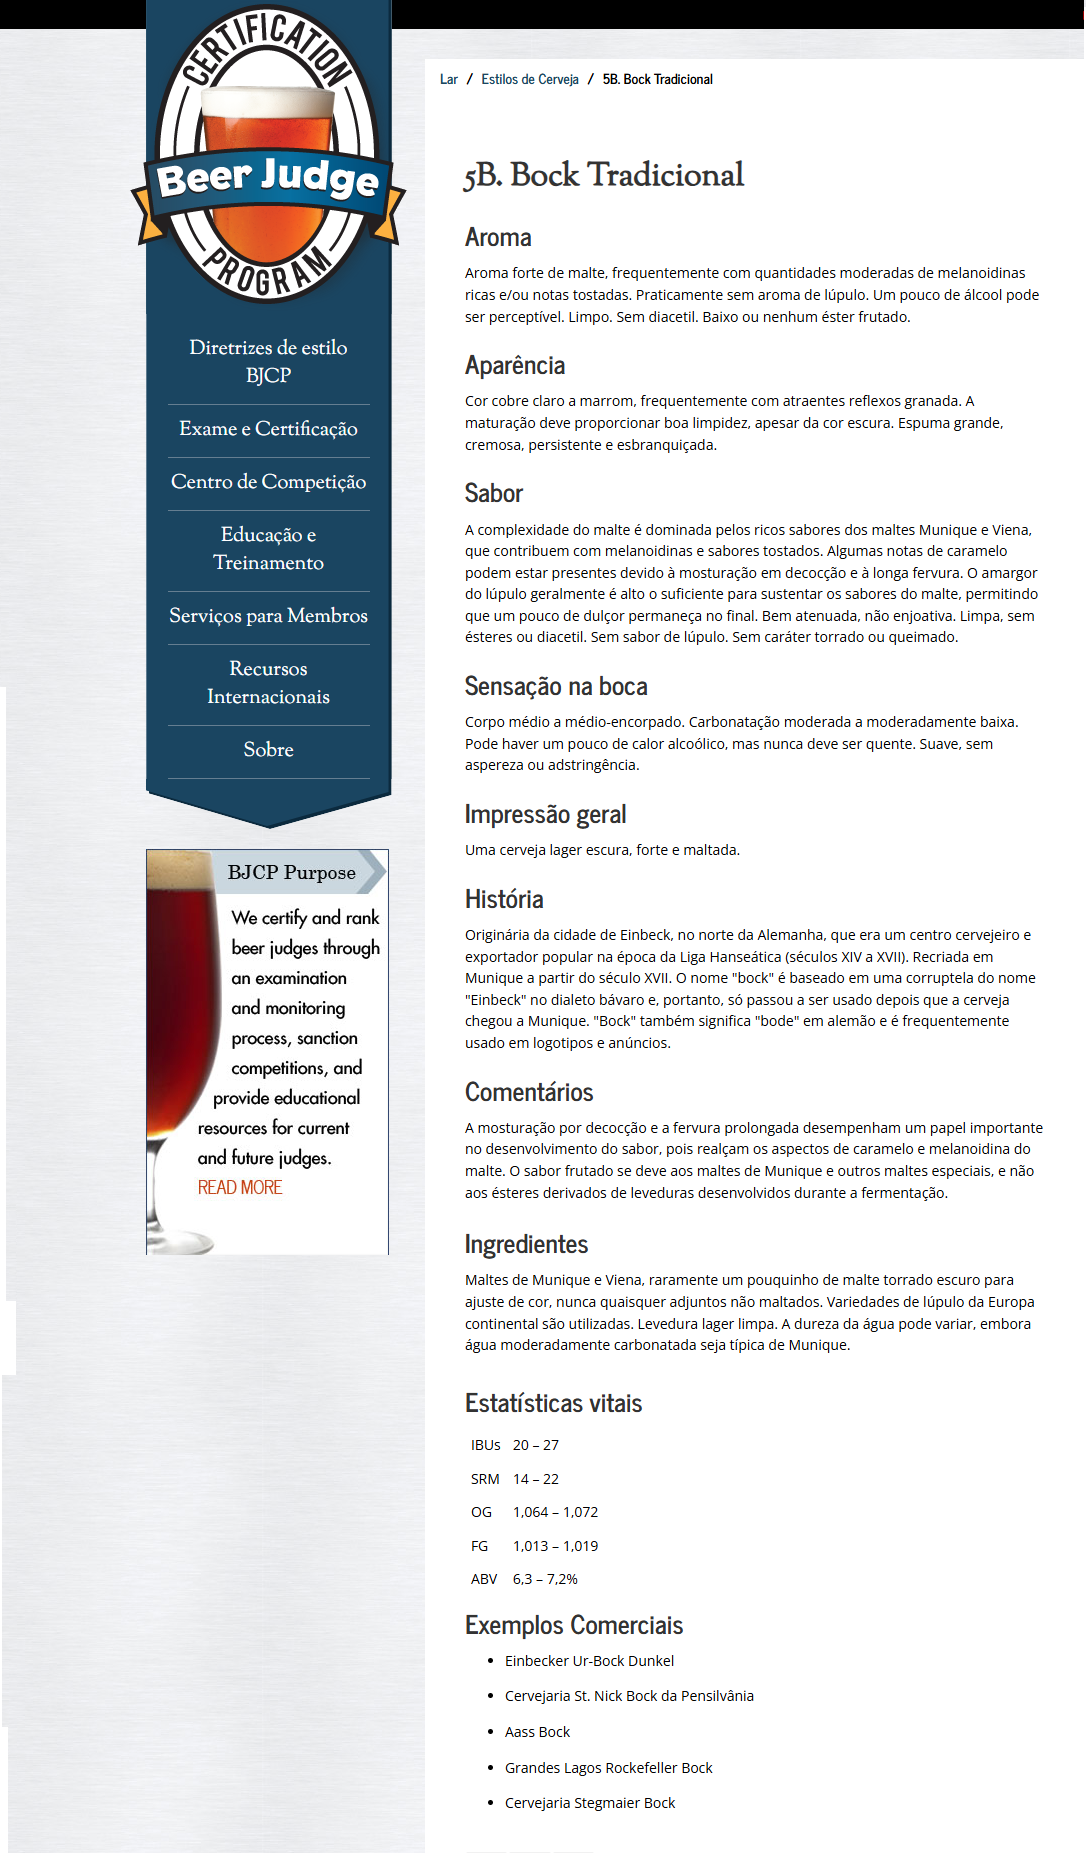 CERTIFICATION
Beer Judge
PROGRAM
Diretrizes de estilo
BJCP
Exame e Certificação
Centro de Competição
Educação e
Treinamento
Serviços para Membros
Recursos
Internacionais
Sobre
BJCP Purpose
We certify and rank
beer judges through
an examination
and monitoring
process, sanction
competitions, and
provide educational
resources for current
and future judges.
READ MORE
Lar / Estilos de Cerveja / 5B. Bock Tradicional
5B. Bock Tradicional
Aroma
Aroma forte de malte, frequentemente com quantidades moderadas de melanoidinas
ricas e/ou notas tostadas. Praticamente sem aroma de lúpulo. Um pouco de álcool pode
ser perceptível. Limpo. Sem diacetil. Baixo ou nenhum éster frutado.
Aparência
Cor cobre claro a marrom, frequentemente com atraentes reflexos granada. A
maturação deve proporcionar boa limpidez, apesar da cor escura. Espuma grande,
cremosa, persistente e esbranquiçada.
Sabor
A complexidade do malte é dominada pelos ricos sabores dos maltes Munique e Viena,
que contribuem com melanoidinas e sabores tostados. Algumas notas de caramelo
podem estar presentes devido à mosturação em decocção e à longa fervura. O amargor
do lúpulo geralmente é alto o suficiente para sustentar os sabores do malte, permitindo
que um pouco de dulçor permaneça no final. Bem atenuada, não enjoativa. Limpa, sem
ésteres ou diacetil. Sem sabor de lúpulo. Sem caráter torrado ou queimado.
Sensação na boca
Corpo médio a médio-encorpado. Carbonatação moderada a moderadamente baixa.
Pode haver um pouco de calor alcoólico, mas nunca deve ser quente. Suave, sem
aspereza ou adstringência.
Impressão geral
Uma cerveja lager escura, forte e maltada.
História
Originária da cidade de Einbeck, no norte da Alemanha, que era um centro cervejeiro e
exportador popular na época da Liga Hanseática (séculos XIV a XVII). Recriada em
Munique a partir do século XVII. O nome "bock" é baseado em uma corruptela do nome
"Einbeck" no dialeto bávaro e, portanto, só passou a ser usado depois que a cerveja
chegou a Munique. "Bock" também significa "bode" em alemão e é frequentemente
usado em logotipos e anúncios.
Comentários
A mosturação por decocção e a fervura prolongada desempenham um papel importante
no desenvolvimento do sabor, pois realçam os aspectos de caramelo e melanoidina do
malte. O sabor frutado se deve aos maltes de Munique e outros maltes especiais, e não
aos ésteres derivados de leveduras desenvolvidos durante a fermentação.
Ingredientes
Maltes de Munique e Viena, raramente um pouquinho de malte torrado escuro para
ajuste de cor, nunca quaisquer adjuntos não maltados. Variedades de lúpulo da Europa
continental são utilizadas. Levedura lager limpa. A dureza da água pode variar, embora
água moderadamente carbonatada seja típica de Munique.
Estatísticas vitais
IBUs 20 – 27
SRM 14 – 22
OG 1,064 – 1,072
FG 1,013 – 1,019
ABV 6,3 – 7,2%
Exemplos Comerciais
• Einbecker Ur-Bock Dunkel
• Cervejaria St. Nick Bock da Pensilvânia
• Aass Bock
• Grandes Lagos Rockefeller Bock
• Cervejaria Stegmaier Bock